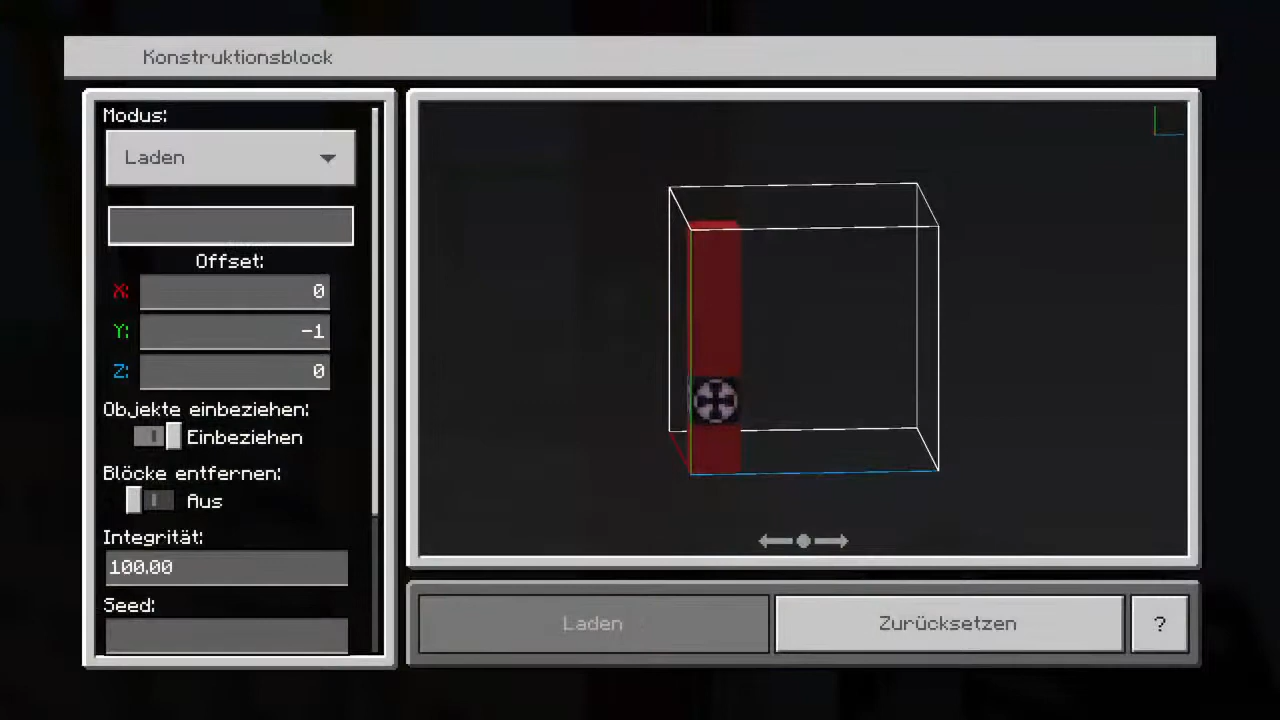 Konstruktionsblock
Modus:
Laden
Offset:
X: 0
Y: -1
Z: 0
Objekte einbeziehen:
Einbeziehen
Blöcke entfernen:
Aus
Integrität:
100.00
Seed:
Laden
Zurücksetzen
?